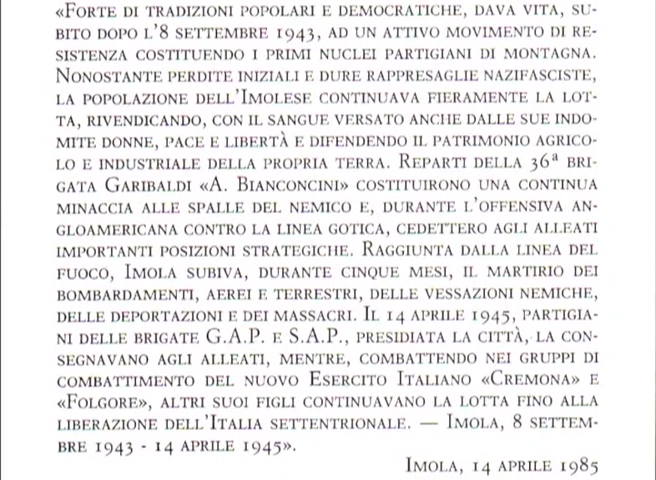 «Forte di tradizioni popolari e democratiche, dava vita, su-
bito dopo l'8 settembre 1943, ad un attivo movimento di re-
sistenza costituendo i primi nuclei partigiani di montagna.
Nonostante perdite iniziali e dure rappresaglie nazifasciste,
la popolazione dell'Imolese continuava fieramente la lot-
ta, rivendicando, con il sangue versato anche dalle sue indo-
mite donne, pace e libertà e difendendo il patrimonio agrico-
lo e industriale della propria terra. Reparti della 36ª bri-
gata Garibaldi «A. Bianconcini» costituirono una continua
minaccia alle spalle del nemico e, durante l'offensiva an-
gloamericana contro la linea gotica, cedettero agli alleati
importanti posizioni strategiche. Raggiunta dalla linea del
fuoco, Imola subiva, durante cinque mesi, il martirio dei
bombardamenti, aerei e terrestri, delle vessazioni nemiche,
delle deportazioni e dei massacri. Il 14 aprile 1945, partigia-
ni delle brigate G.A.P. e S.A.P., presidiata la città, la con-
segnavano agli alleati, mentre, combattendo nei gruppi di
combattimento del nuovo Esercito Italiano «Cremona» e
«Folgore», altri suoi figli continuavano la lotta fino alla
liberazione dell'Italia settentrionale. — Imola, 8 settem-
bre 1943 - 14 aprile 1945».
Imola, 14 aprile 1985